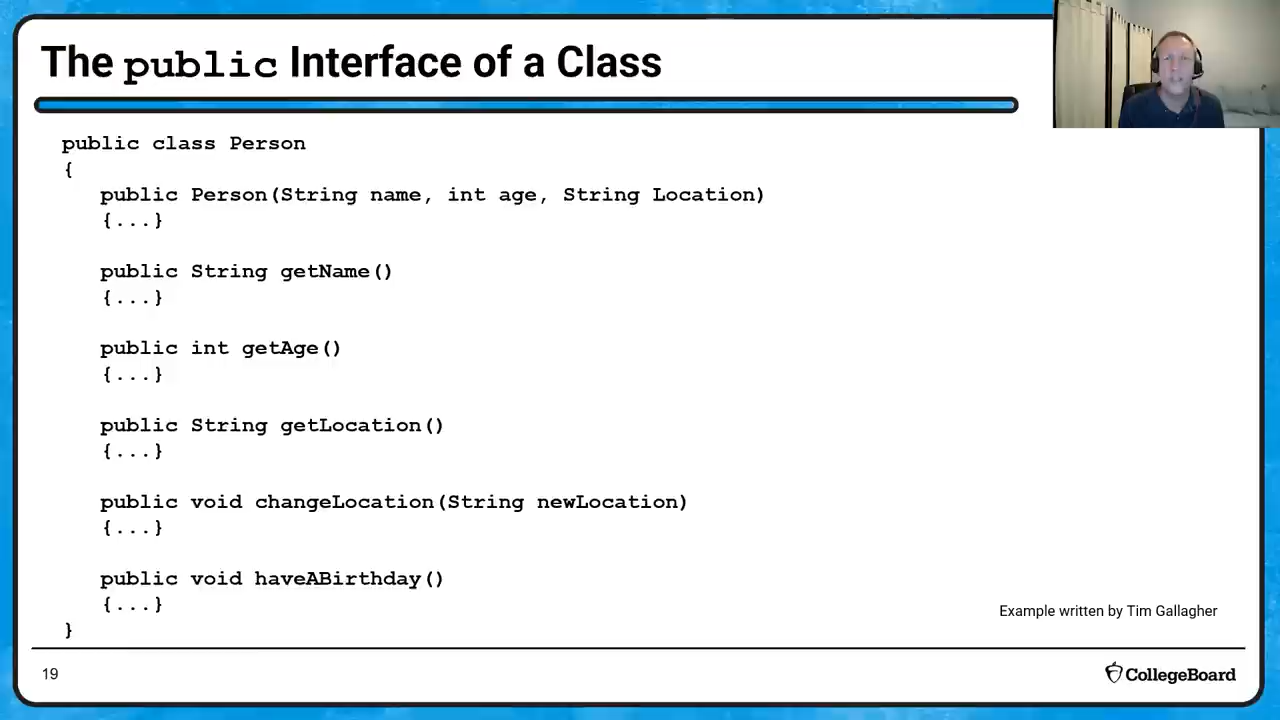 The public Interface of a Class
public class Person
{
public Person(String name, int age, String Location)
{...}
public String getName()
{...}
public int getAge()
{...}
public String getLocation()
{...}
public void changeLocation(String newLocation)
{...}
public void haveABirthday()
{...}
}
Example written by Tim Gallagher
19
CollegeBoard